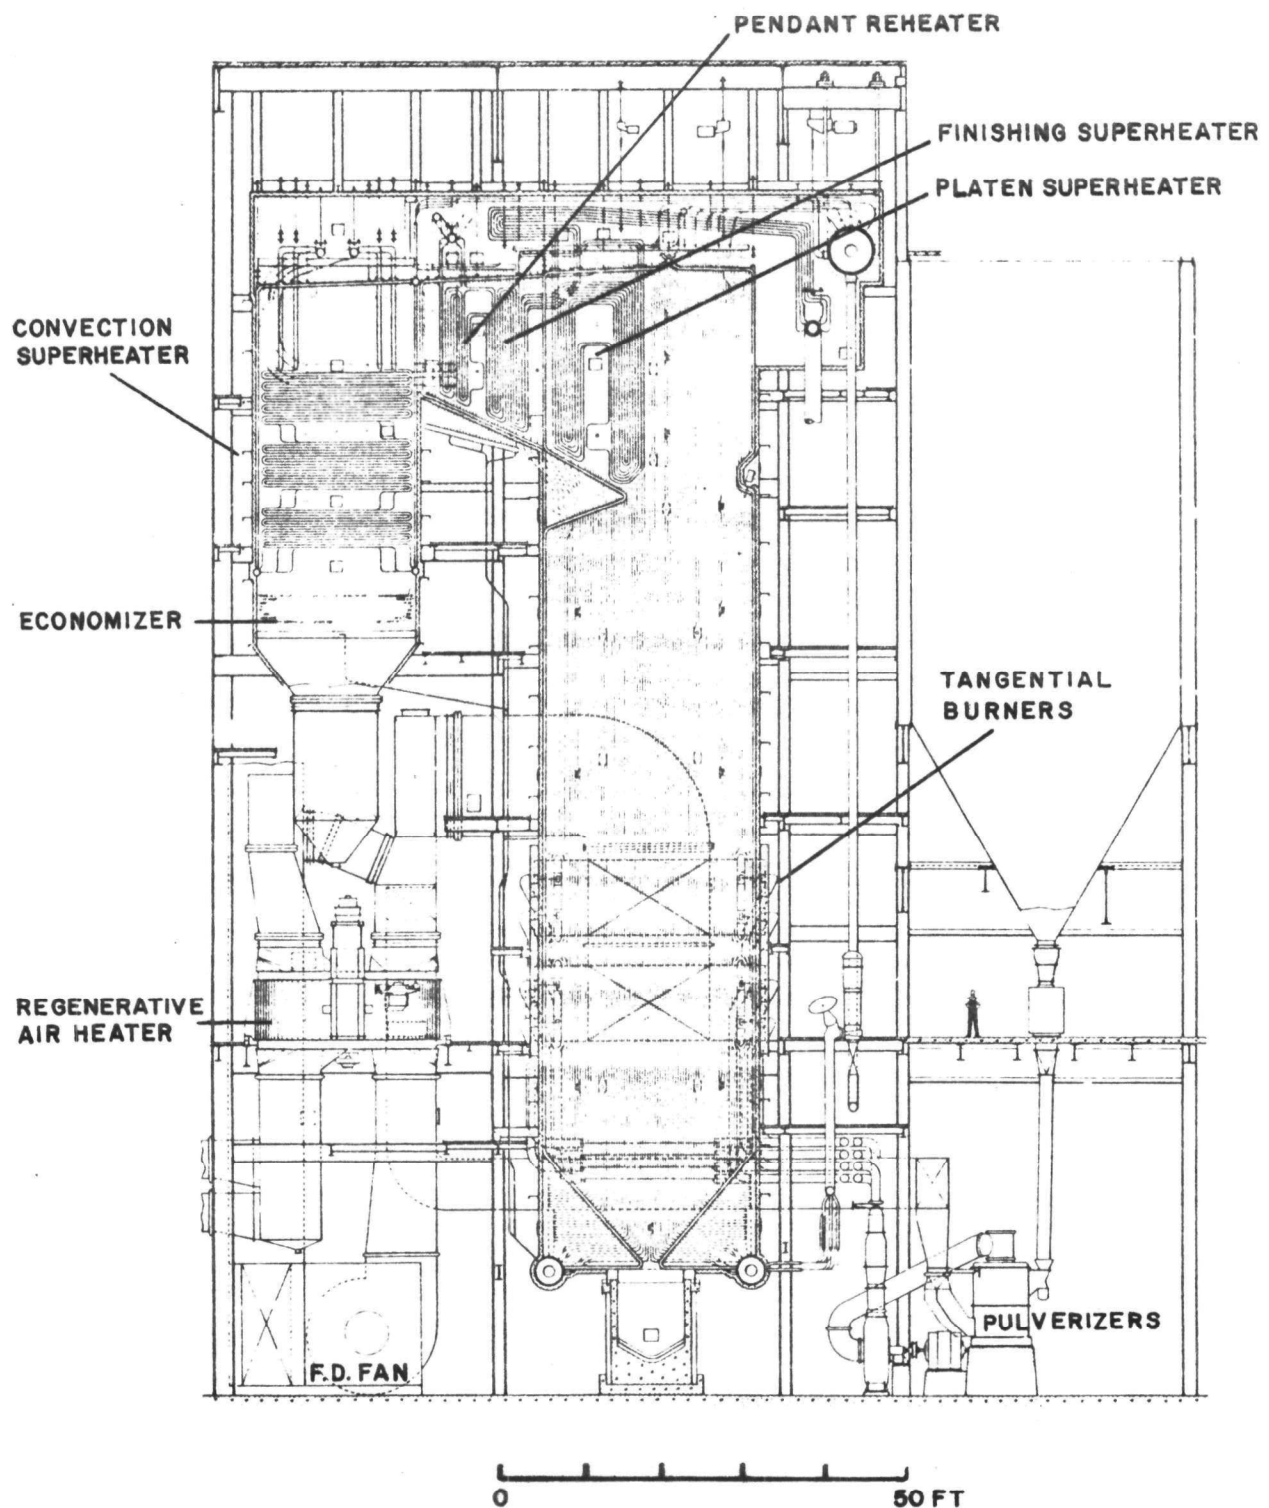 PENDANT REHEATER
FINISHING SUPERHEATER
PLATEN SUPERHEATER
CONVECTION
SUPERHEATER
ECONOMIZER
TANGENTIAL
BURNERS
REGENERATIVE
AIR HEATER
PULVERIZERS
F.D. FAN
0
50 FT